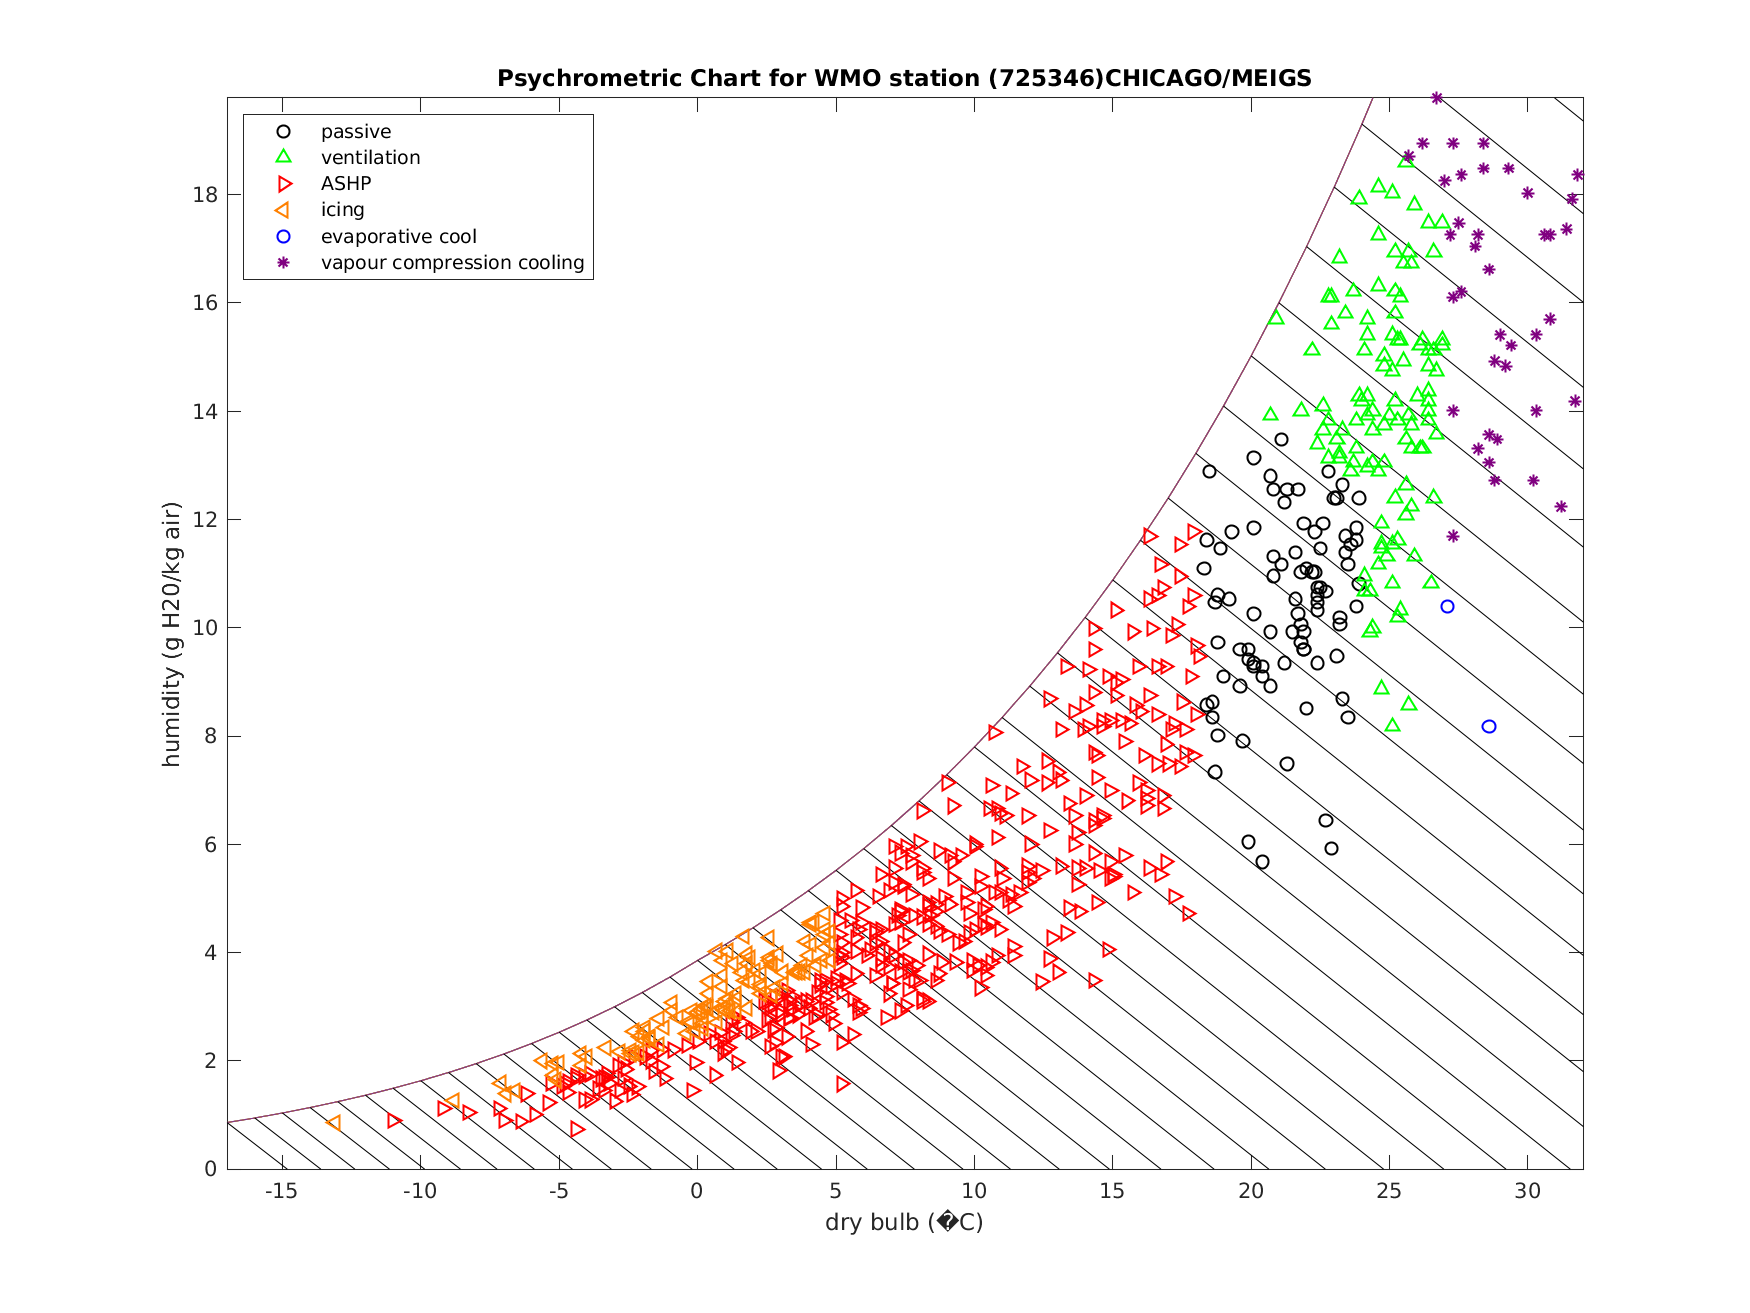 Psychrometric Chart for WMO station (725346)CHICAGO/MEIGS
passive
ventilation
ASHP
icing
evaporative cool
vapour compression cooling
humidity (g H20/kg air)
18
16
14
12
10
8
6
4
2
0
-15 -10 -5 0 5 10 15 20 25 30
dry bulb (�C)